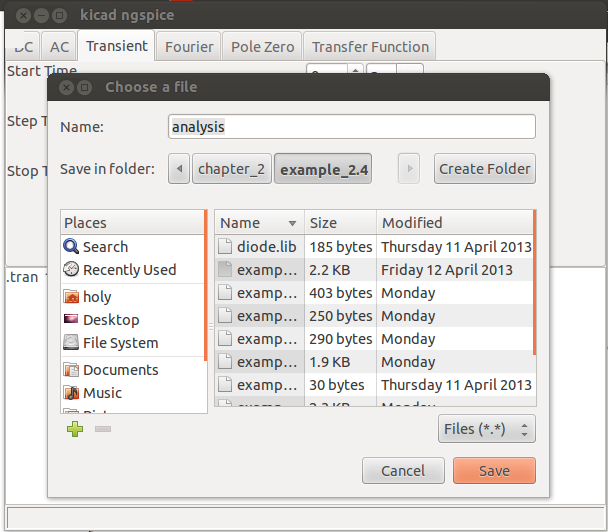 kicad ngspice
DC AC Transient Fourier Pole Zero Transfer Function
Start Time
Choose a file
Name: analysis
Step T
Save in folder: chapter_2 example_2.4 Create Folder
Stop T
Places Name Size Modified
Search diode.lib 185 bytes Thursday 11 April 2013
Recently Used examp... 2.2 KB Friday 12 April 2013
.tran
holy examp... 403 bytes Monday
Desktop examp... 250 bytes Monday
File System examp... 290 bytes Monday
examp... 1.9 KB Monday
Documents
Music examp... 30 bytes Thursday 11 April 2013
Files (*.*)
Cancel Save